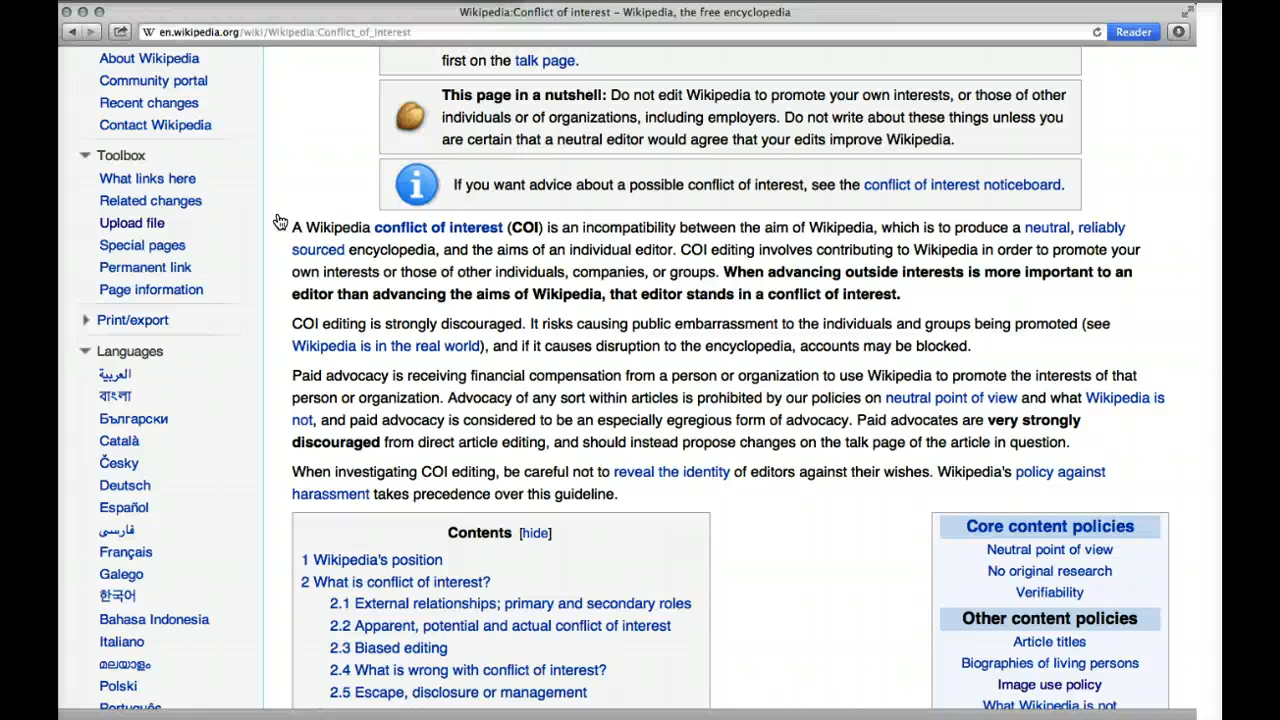 Wikipedia:Conflict of interest – Wikipedia, the free encyclopedia
W en.wikipedia.org/wiki/Wikipedia:Conflict_of_interest
Reader
About Wikipedia
Community portal
Recent changes
Contact Wikipedia
Toolbox
What links here
Related changes
Upload file
Special pages
Permanent link
Page information
Print/export
Languages
العربية
বাংলা
Български
Català
Česky
Deutsch
Español
فارسی
Français
Galego
한국어
Bahasa Indonesia
Italiano
മലയാളം
Polski
Português
first on the talk page.
This page in a nutshell: Do not edit Wikipedia to promote your own interests, or those of other
individuals or of organizations, including employers. Do not write about these things unless you
are certain that a neutral editor would agree that your edits improve Wikipedia.
If you want advice about a possible conflict of interest, see the conflict of interest noticeboard.
A Wikipedia conflict of interest (COI) is an incompatibility between the aim of Wikipedia, which is to produce a neutral, reliably
sourced encyclopedia, and the aims of an individual editor. COI editing involves contributing to Wikipedia in order to promote your
own interests or those of other individuals, companies, or groups. When advancing outside interests is more important to an
editor than advancing the aims of Wikipedia, that editor stands in a conflict of interest.
COI editing is strongly discouraged. It risks causing public embarrassment to the individuals and groups being promoted (see
Wikipedia is in the real world), and if it causes disruption to the encyclopedia, accounts may be blocked.
Paid advocacy is receiving financial compensation from a person or organization to use Wikipedia to promote the interests of that
person or organization. Advocacy of any sort within articles is prohibited by our policies on neutral point of view and what Wikipedia is
not, and paid advocacy is considered to be an especially egregious form of advocacy. Paid advocates are very strongly
discouraged from direct article editing, and should instead propose changes on the talk page of the article in question.
When investigating COI editing, be careful not to reveal the identity of editors against their wishes. Wikipedia's policy against
harassment takes precedence over this guideline.
Contents [hide]
1 Wikipedia's position
2 What is conflict of interest?
2.1 External relationships; primary and secondary roles
2.2 Apparent, potential and actual conflict of interest
2.3 Biased editing
2.4 What is wrong with conflict of interest?
2.5 Escape, disclosure or management
Core content policies
Neutral point of view
No original research
Verifiability
Other content policies
Article titles
Biographies of living persons
Image use policy
What Wikipedia is not